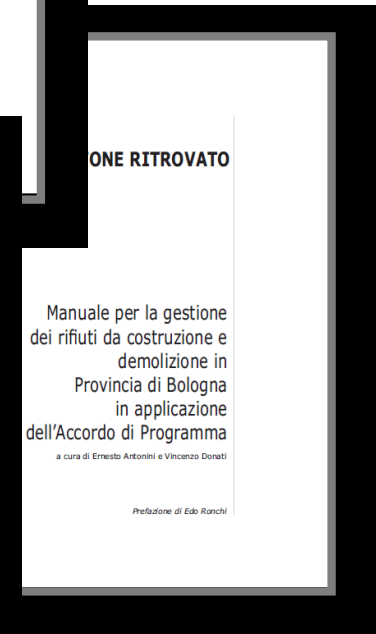 ONE RITROVATO
Manuale per la gestione
dei rifiuti da costruzione e
demolizione in
Provincia di Bologna
in applicazione
dell'Accordo di Programma
a cura di Ernesto Antonini e Vincenzo Donati
Prefazione di Edo Ronchi